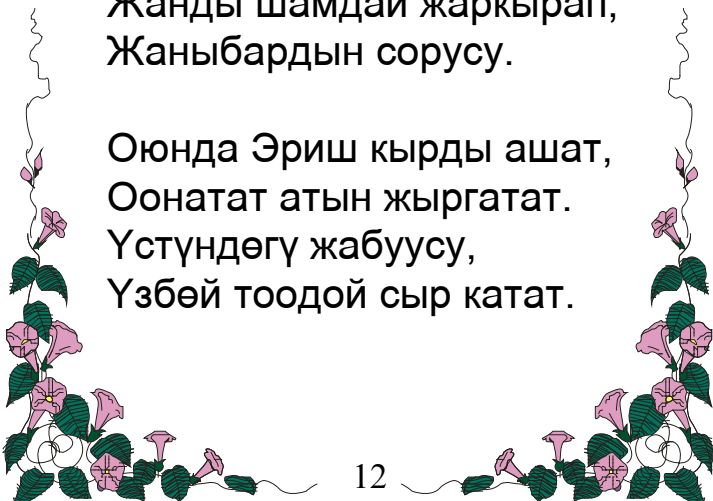 Жанды шамдай жаркырап,
Жаныбардын сорусу.
Оюнда Эриш кырды ашат,
Оонатат атын жыргатат.
Үстүндөгү жабуусу,
Үзбөй тоодой сыр катат.
12